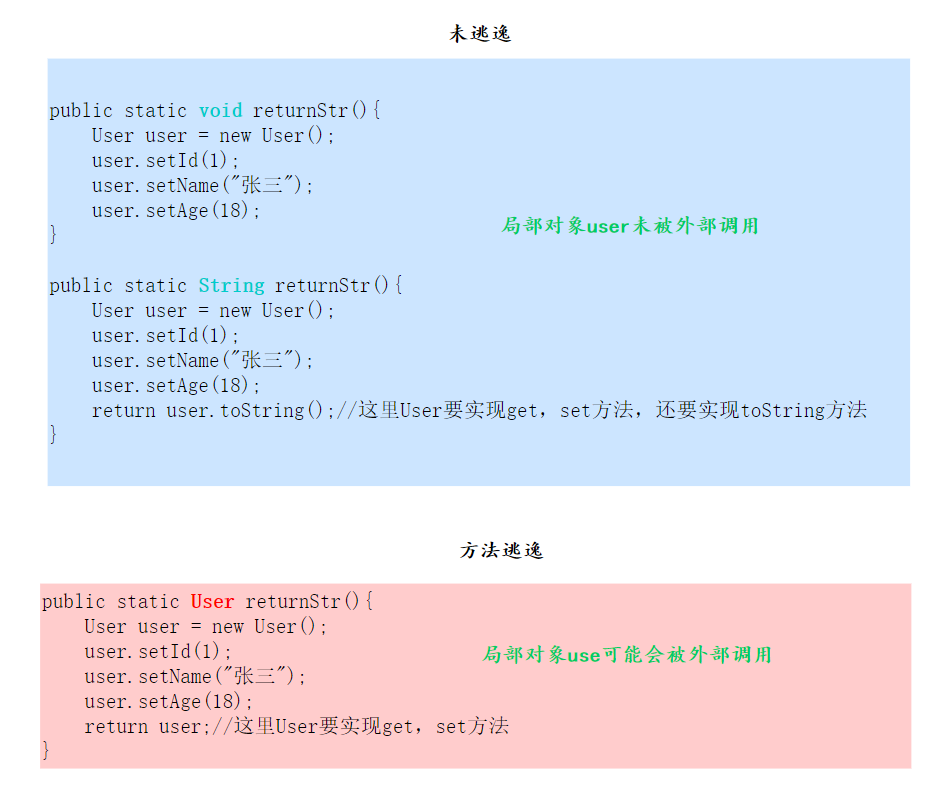 未逃逸
public static void returnStr(){
    User user = new User();
    user.setId(1);
    user.setName("张三");
    user.setAge(18);
}
局部对象user未被外部调用
public static String returnStr(){
    User user = new User();
    user.setId(1);
    user.setName("张三");
    user.setAge(18);
    return user.toString();//这里User要实现get，set方法，还要实现toString方法
}
方法逃逸
public static User returnStr(){
    User user = new User();
    user.setId(1);
    user.setName("张三");
    user.setAge(18);
    return user;//这里User要实现get，set方法
}
局部对象use可能会被外部调用